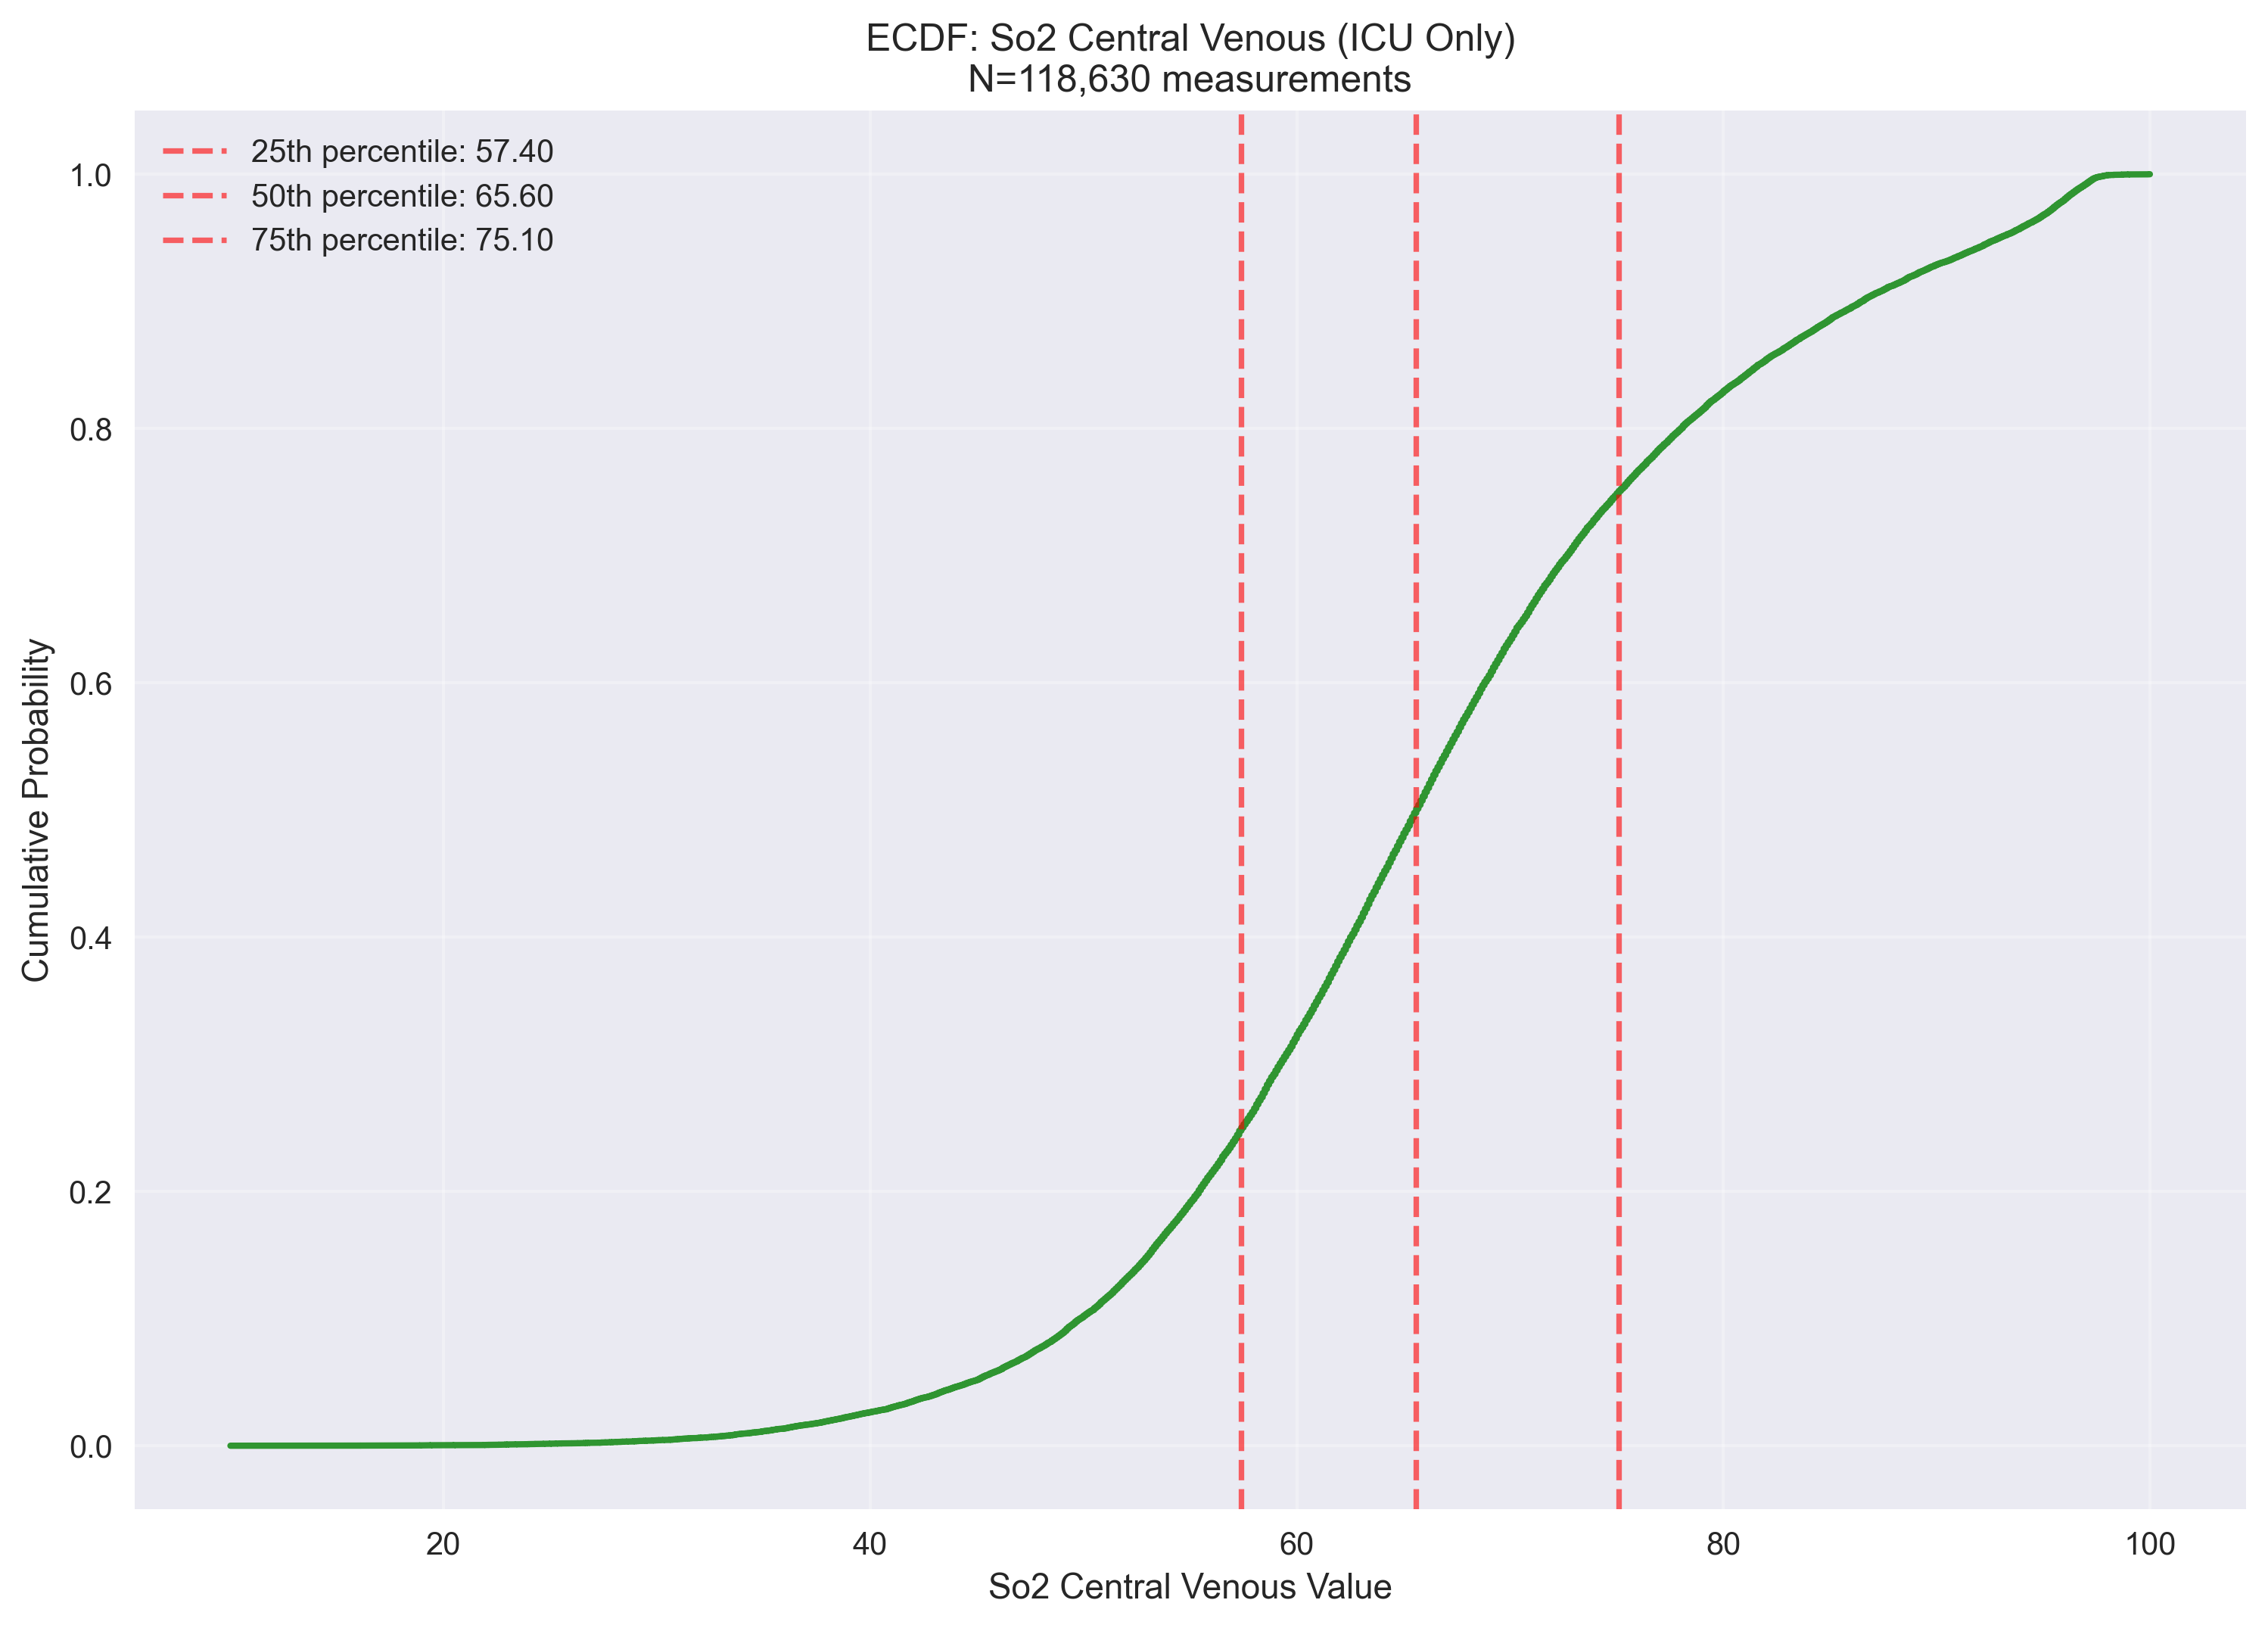 ECDF: So2 Central Venous (ICU Only)
N=118,630 measurements
25th percentile: 57.40
50th percentile: 65.60
75th percentile: 75.10
1.0
0.8
0.6
0.4
0.2
0.0
Cumulative Probability
20 40 60 80 100
So2 Central Venous Value